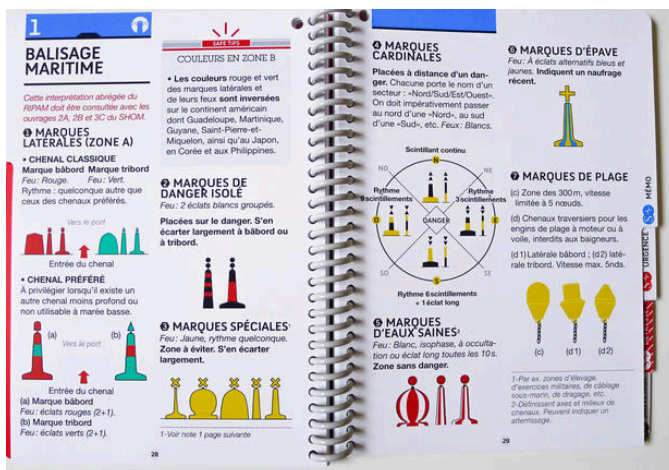 1
BALISAGE
MARITIME
Cette interprétation abrégée du
RIPAM doit être consultée avec les
ouvrages 2A, 2B et 3C du SHOM.
1 MARQUES
LATÉRALES (ZONE A)
• CHENAL CLASSIQUE
Marque bâbord Marque tribord
Feu : Rouge. Feu : Vert.
Rythme : quelconque autre que
ceux des chenaux préférés.
Vers le port
Entrée du chenal
• CHENAL PRÉFÉRÉ
À privilégier lorsqu'il existe un
autre chenal moins profond ou
non utilisable à marée basse.
(a) (b)
Vers le port
Entrée du chenal
(a) Marque bâbord
Feu : éclats rouges (2+1).
(b) Marque tribord
Feu : éclats verts (2+1).
SAFE TIPS
COULEURS EN ZONE B
• Les couleurs rouge et vert
des marques latérales et
de leurs feux sont inversées
sur le continent américain
dont Guadeloupe, Martinique,
Guyane, Saint-Pierre-et-
Miquelon, ainsi qu'au Japon,
en Corée et aux Philippines.
2 MARQUES DE
DANGER ISOLÉ
Feu : 2 éclats blancs groupés.
Placées sur le danger. S'en
écarter largement à bâbord ou
à tribord.
3 MARQUES SPÉCIALES¹
Feu : Jaune, rythme quelconque.
Zone à éviter. S'en écarter
largement.
1-Voir note 1 page suivante
28
4 MARQUES
CARDINALES
Placées à distance d'un dan-
ger. Chacune porte le nom d'un
secteur : «Nord/Sud/Est/Ouest».
On doit impérativement passer
au nord d'une «Nord», au sud
d'une «Sud», etc. Feux : Blancs.
Scintillant continu
N
NO NE
Rythme
9 scintillements
Rythme
3 scintillements
O DANGER E
SO SE
S
Rythme 6 scintillements
+ 1 éclat long
5 MARQUES
D'EAUX SAINES²
Feu : Blanc, isophase, à occulta-
tion ou éclat long toutes les 10 s.
Zone sans danger.
6 MARQUES D'ÉPAVE
Feu : À éclats alternatifs bleus et
jaunes. Indiquent un naufrage
récent.
7 MARQUES DE PLAGE
(c) Zone des 300 m, vitesse
limitée à 5 nœuds.
(d) Chenaux traversiers pour les
engins de plage à moteur ou à
voile, interdits aux baigneurs.
(d1) Latérale bâbord ; (d2) laté-
rale tribord. Vitesse max. 5nds.
(c) (d1) (d2)
1-Par ex. zones d'élevage,
d'exercices militaires, de câblage
sous-marin, de dragage, etc.
2-Définissent axes et milieux de
chenaux. Peuvent indiquer un
atterrissage.
29
MÉMO
URGENCE